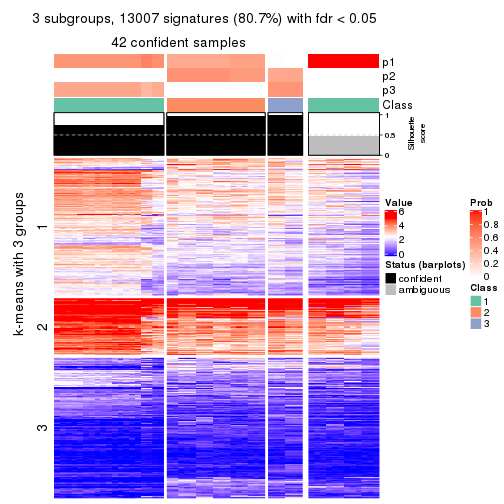 3 subgroups, 13007 signatures (80.7%) with fdr < 0.05
42 confident samples
p1
p2
p3
Class
1
0.5
0
Silhouette
score
k-means with 3 groups
1
2
3
Value
6
4
2
0
Status (barplots)
confident
ambiguous
Prob
1
0.8
0.6
0.4
0.2
0
Class
1
2
3